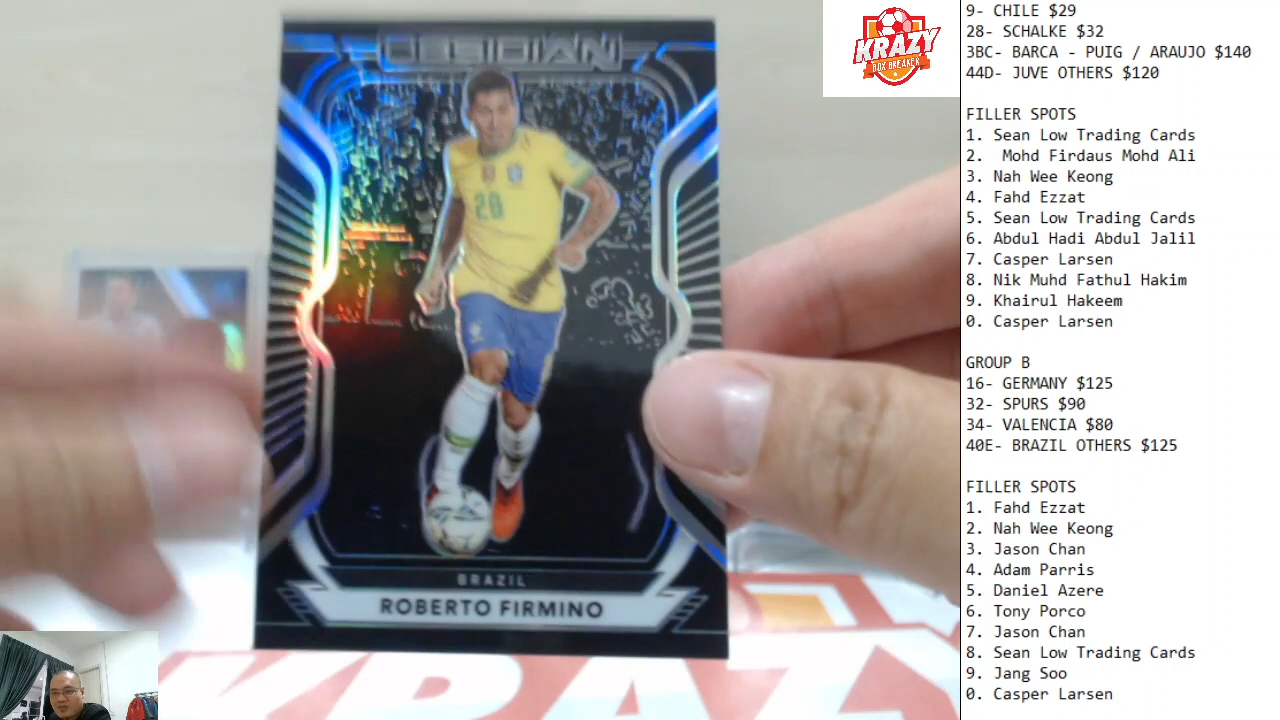 OBSIDIAN
20
BRAZIL
ROBERTO FIRMINO
KRAZY
BOX BREAKER
KRAZ
9- CHILE $29
28- SCHALKE $32
3BC- BARCA - PUIG / ARAUJO $140
44D- JUVE OTHERS $120
FILLER SPOTS
1. Sean Low Trading Cards
2.  Mohd Firdaus Mohd Ali
3. Nah Wee Keong
4. Fahd Ezzat
5. Sean Low Trading Cards
6. Abdul Hadi Abdul Jalil
7. Casper Larsen
8. Nik Muhd Fathul Hakim
9. Khairul Hakeem
0. Casper Larsen
GROUP B
16- GERMANY $125
32- SPURS $90
34- VALENCIA $80
40E- BRAZIL OTHERS $125
FILLER SPOTS
1. Fahd Ezzat
2. Nah Wee Keong
3. Jason Chan
4. Adam Parris
5. Daniel Azere
6. Tony Porco
7. Jason Chan
8. Sean Low Trading Cards
9. Jang Soo
0. Casper Larsen